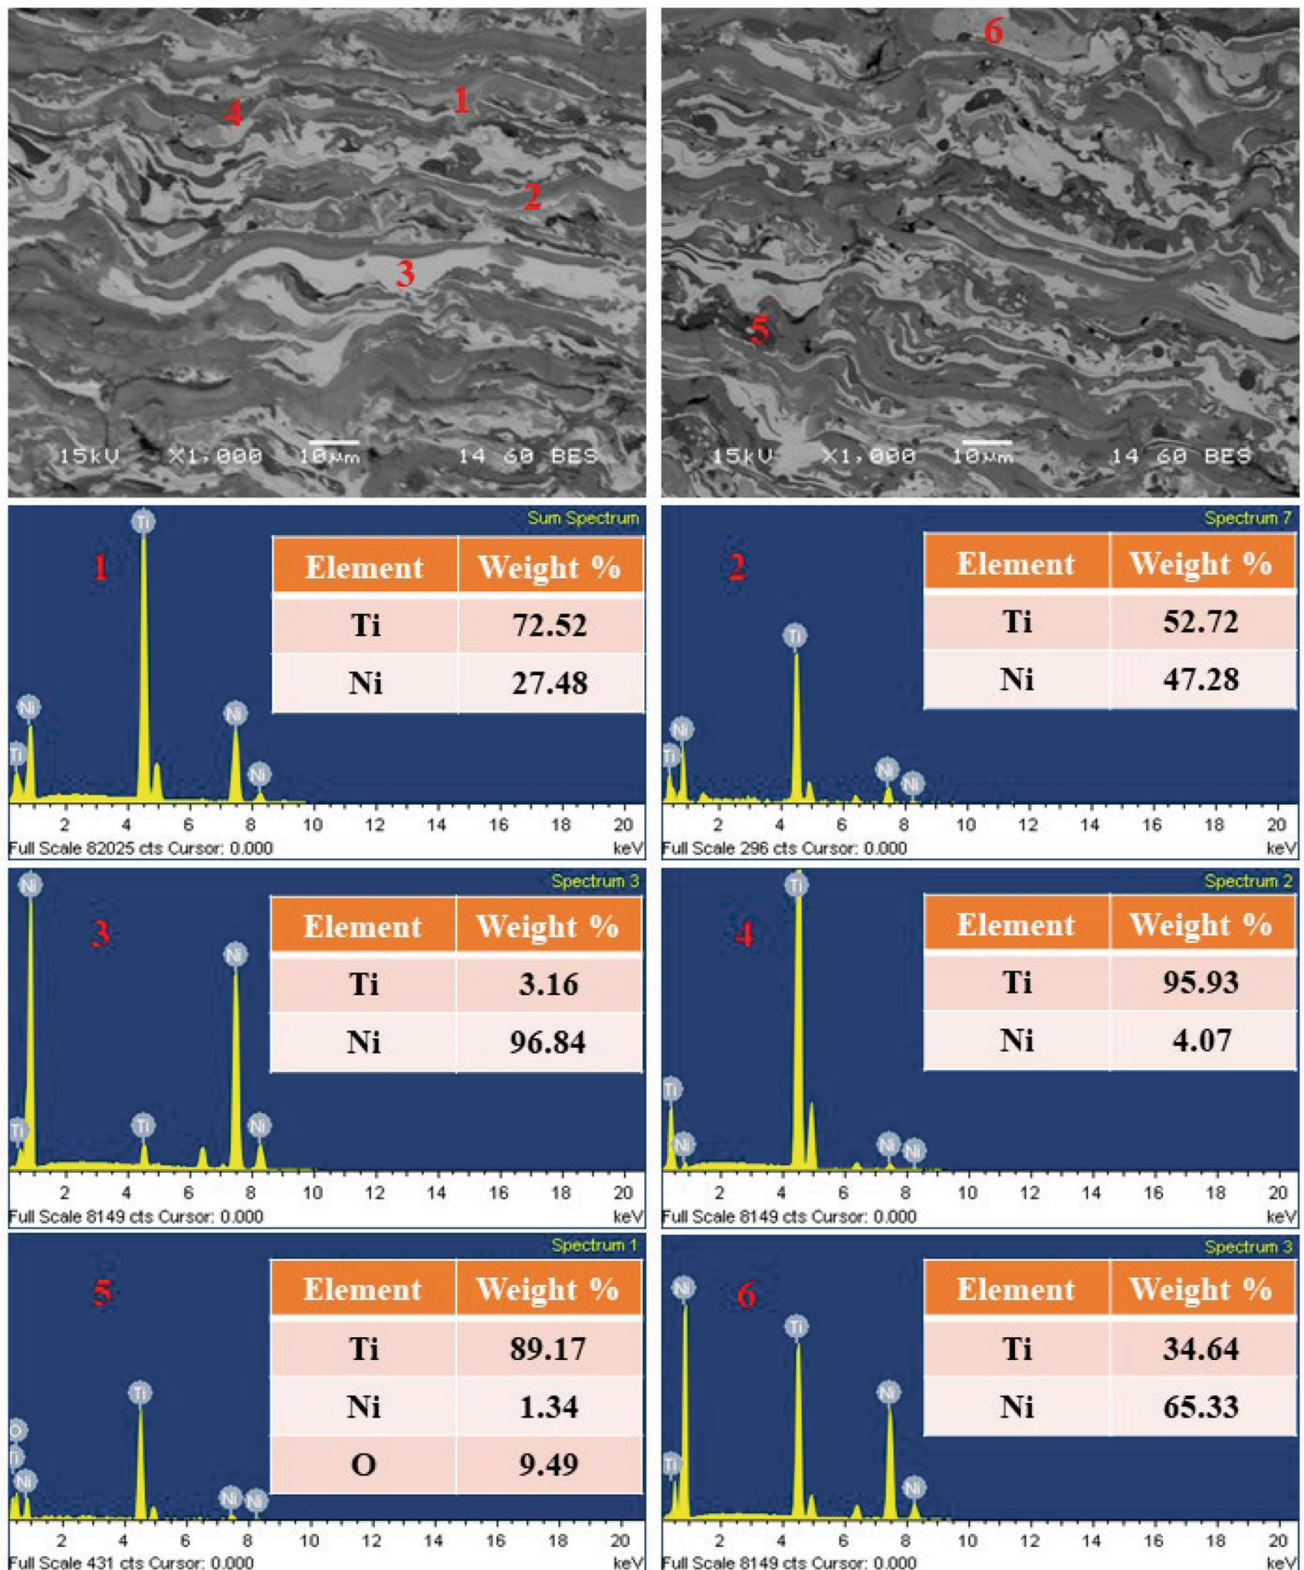 6
4
1
2
3
5
15kV X1,000 10μm 14 60 BES
15kV X1,000 10μm 14 60 BES
Sum Spectrum
1
Element Weight %
Ti 72.52
Ni 27.48
Ti
Ni
Ni
Ti
Ni
2 4 6 8 10 12 14 16 18 20
Full Scale 82025 cts Cursor: 0.000 keV
Spectrum 7
2
Element Weight %
Ti 52.72
Ni 47.28
Ti
Ni
Ti
Ni
Ni
2 4 6 8 10 12 14 16 18 20
Full Scale 296 cts Cursor: 0.000 keV
Spectrum 3
3
Element Weight %
Ti 3.16
Ni 96.84
Ni
Ni
Ti
Ti
Ni
2 4 6 8 10 12 14 16 18 20
Full Scale 8149 cts Cursor: 0.000 keV
Spectrum 2
4
Element Weight %
Ti 95.93
Ni 4.07
Ti
Ti
Ni
Ni
Ni
2 4 6 8 10 12 14 16 18 20
Full Scale 8149 cts Cursor: 0.000 keV
Spectrum 1
5
Element Weight %
Ti 89.17
Ni 1.34
O 9.49
Ti
O
Ti
Ni
Ni
Ni
2 4 6 8 10 12 14 16 18 20
Full Scale 431 cts Cursor: 0.000 keV
Spectrum 3
6
Element Weight %
Ti 34.64
Ni 65.33
Ni
Ti
Ni
Ti
Ni
2 4 6 8 10 12 14 16 18 20
Full Scale 8149 cts Cursor: 0.000 keV